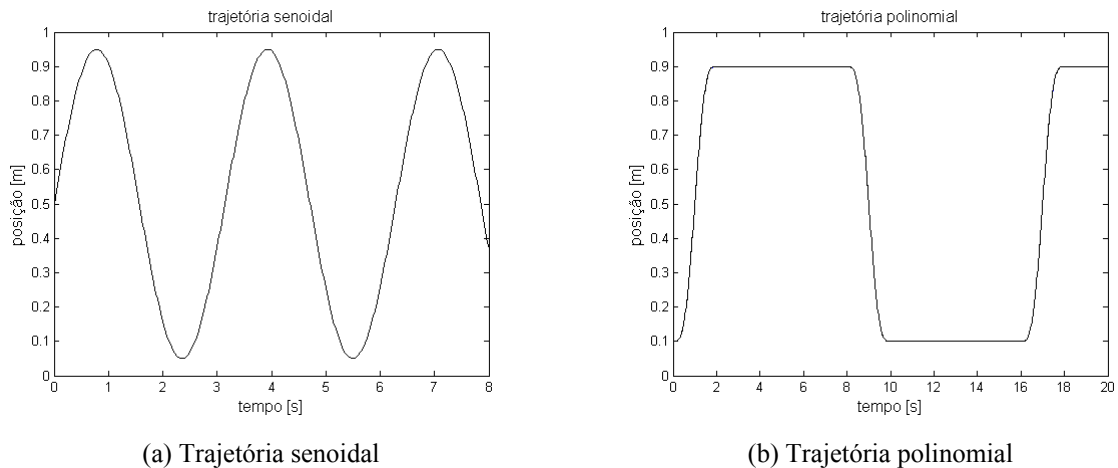 trajetória senoidal
1
0.9
0.8
0.7
0.6
0.5
0.4
0.3
0.2
0.1
0
posição [m]
0 1 2 3 4 5 6 7 8
tempo [s]
(a) Trajetória senoidal
trajetória polinomial
1
0.9
0.8
0.7
0.6
0.5
0.4
0.3
0.2
0.1
0
posição [m]
0 2 4 6 8 10 12 14 16 18 20
tempo [s]
(b) Trajetória polinomial